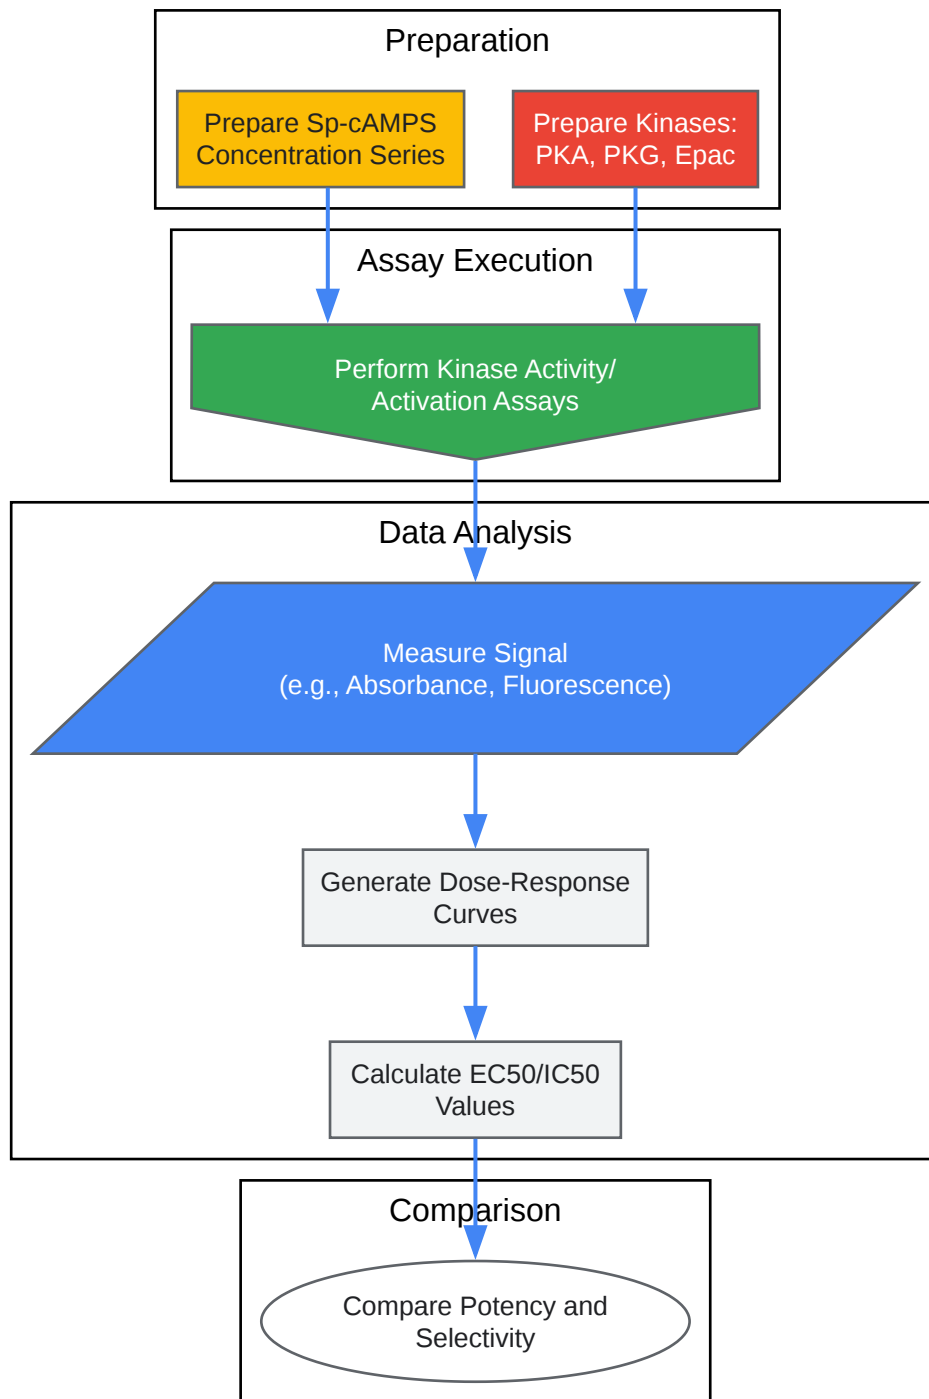 Preparation
Prepare Sp-cAMPS
Concentration Series
Prepare Kinases:
PKA, PKG, Epac
Assay Execution
Perform Kinase Activity/
Activation Assays
Data Analysis
Measure Signal
(e.g., Absorbance, Fluorescence)
Generate Dose-Response
Curves
Calculate EC50/IC50
Values
Comparison
Compare Potency and
Selectivity